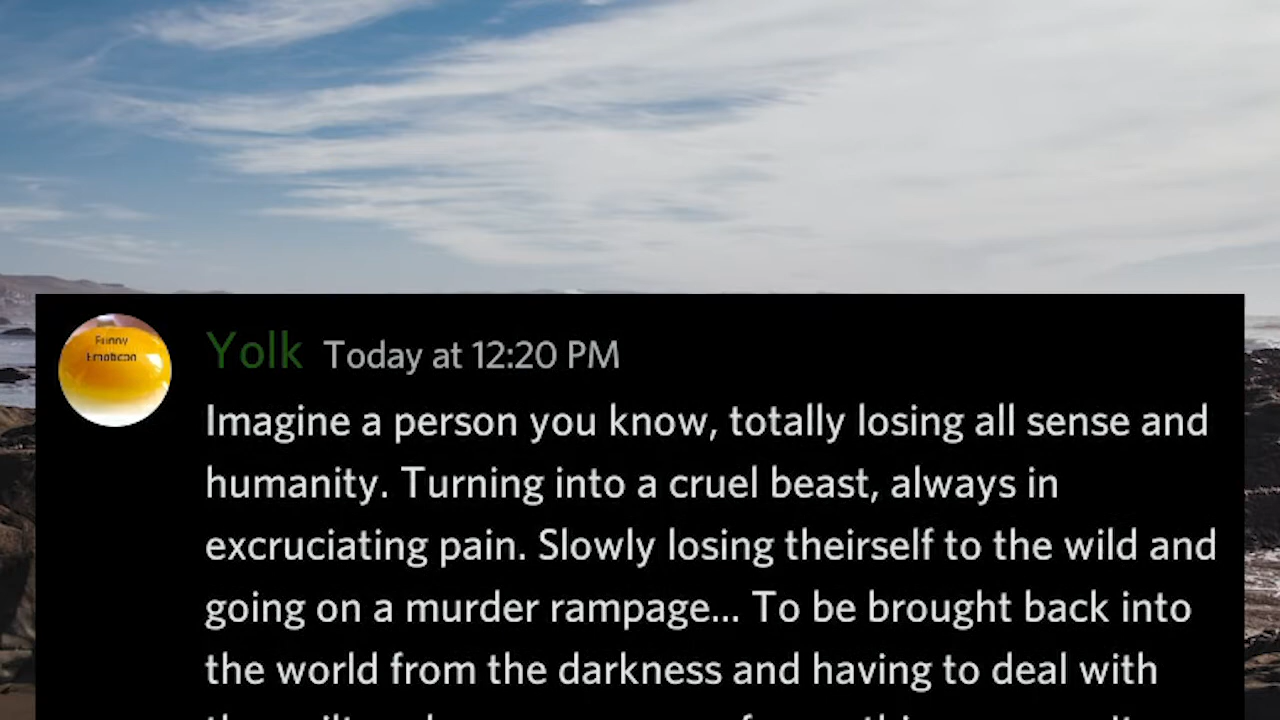 Funny
Emoticon
Yolk Today at 12:20 PM
Imagine a person you know, totally losing all sense and
humanity. Turning into a cruel beast, always in
excruciating pain. Slowly losing theirself to the wild and
going on a murder rampage... To be brought back into
the world from the darkness and having to deal with